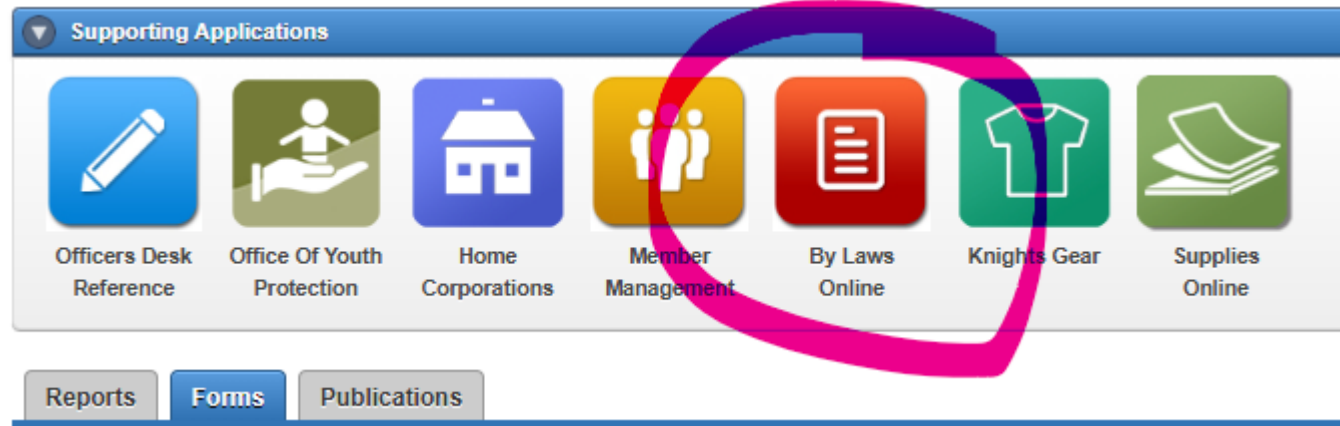 Supporting Applications
Officers Desk
Reference
Office Of Youth
Protection
Home
Corporations
Member
Management
By Laws
Online
Knights Gear
Supplies
Online
Reports
Forms
Publications